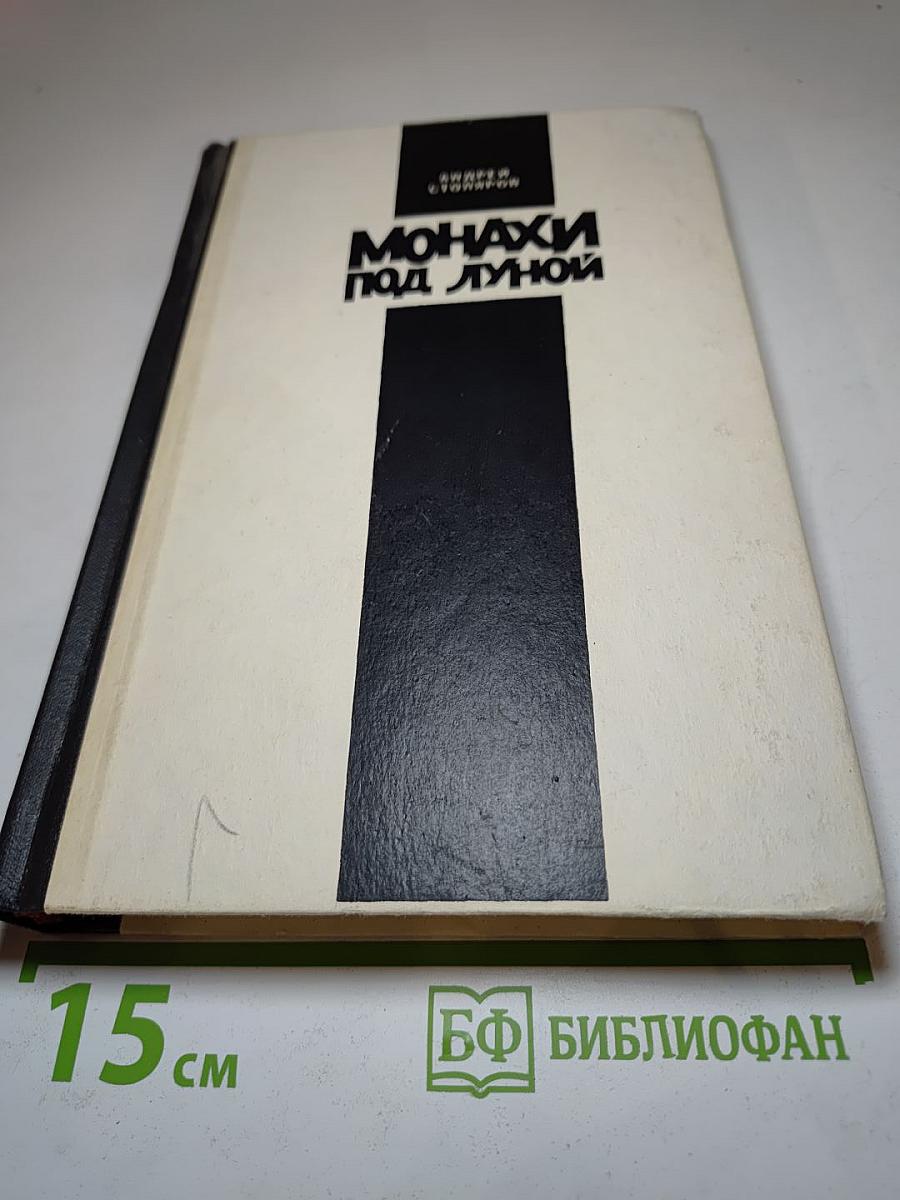 АНДРЕЙ
СТОЛЯРОВ
МОНАХИ
ПОД ЛУНОЙ
15 см
БФ БИБЛИОФАН